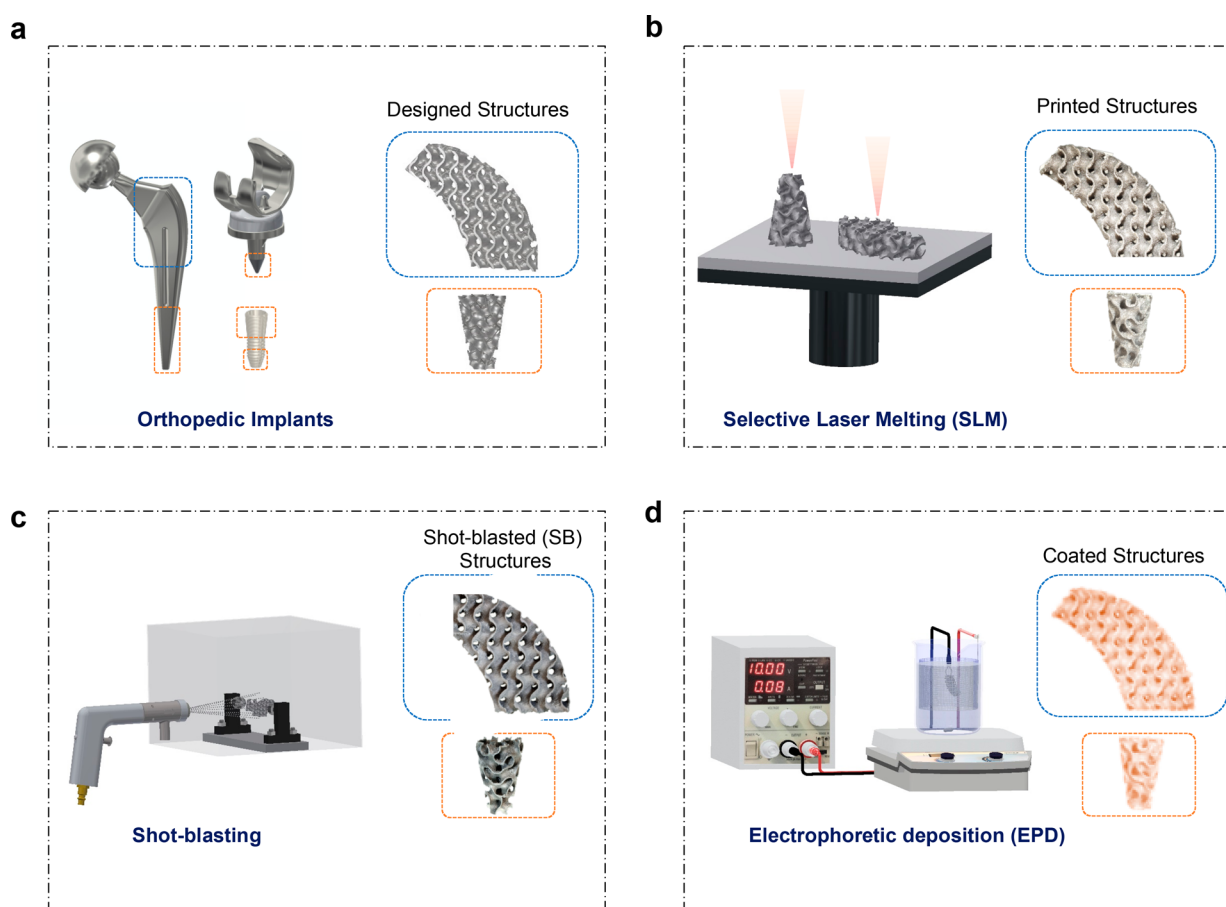 a
Designed Structures
Orthopedic Implants
b
Printed Structures
Selective Laser Melting (SLM)
c
Shot-blasted (SB)
Structures
Shot-blasting
d
Coated Structures
10.00
V
0.08
A
Electrophoretic deposition (EPD)